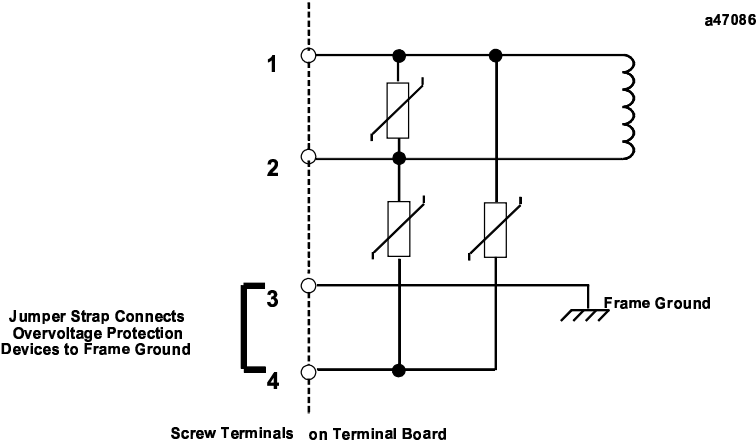 a47086
1
2
3
Frame Ground
Jumper Strap Connects
Overvoltage Protection
Devices to Frame Ground
4
Screw Terminals on Terminal Board